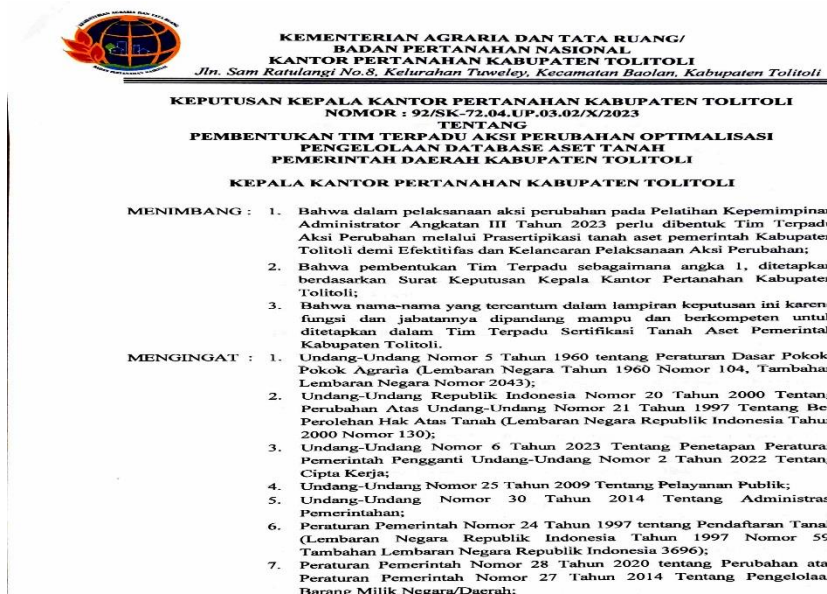 KEMENTERIAN AGRARIA DAN TATA RUANG/
BADAN PERTANAHAN NASIONAL
KANTOR PERTANAHAN KABUPATEN TOLITOLI
Jln. Sam Ratulangi No.8, Kelurahan Tuweley, Kecamatan Baolan, Kabupaten Tolitoli
KEPUTUSAN KEPALA KANTOR PERTANAHAN KABUPATEN TOLITOLI
NOMOR : 92/SK-72.04.UP.03.02/X/2023
TENTANG
PEMBENTUKAN TIM TERPADU AKSI PERUBAHAN OPTIMALISASI
PENGELOLAAN DATABASE ASET TANAH
PEMERINTAH DAERAH KABUPATEN TOLITOLI
KEPALA KANTOR PERTANAHAN KABUPATEN TOLITOLI
MENIMBANG : 1. Bahwa dalam pelaksanaan aksi perubahan pada Pelatihan Kepemimpinan
Administrator Angkatan III Tahun 2023 perlu dibentuk Tim Terpadu
Aksi Perubahan melalui Prasertipikasi tanah aset pemerintah Kabupaten
Tolitoli demi Efektitifas dan Kelancaran Pelaksanaan Aksi Perubahan;
2. Bahwa pembentukan Tim Terpadu sebagaimana angka 1, ditetapkan
berdasarkan Surat Keputusan Kepala Kantor Pertanahan Kabupaten
Tolitoli;
3. Bahwa nama-nama yang tercantum dalam lampiran keputusan ini karen
fungsi dan jabatannya dipandang mampu dan berkompeten untu
ditetapkan dalam Tim Terpadu Sertifikasi Tanah Aset Pemerintah
Kabupaten Tolitoli.
MENGINGAT : 1. Undang-Undang Nomor 5 Tahun 1960 tentang Peraturan Dasar Pokok
Pokok Agraria (Lembaran Negara Tahun 1960 Nomor 104, Tambahan
Lembaran Negara Nomor 2043);
2. Undang-Undang Republik Indonesia Nomor 20 Tahun 2000 Tentang
Perubahan Atas Undang-Undang Nomor 21 Tahun 1997 Tentang Be
Perolehan Hak Atas Tanah (Lembaran Negara Republik Indonesia Tahu
2000 Nomor 130);
3. Undang-Undang Nomor 6 Tahun 2023 Tentang Penetapan Peratura
Pemerintah Pengganti Undang-Undang Nomor 2 Tahun 2022 Tentan
Cipta Kerja;
4. Undang-Undang Nomor 25 Tahun 2009 Tentang Pelayanan Publik;
5. Undang-Undang Nomor 30 Tahun 2014 Tentang Administras
Pemerintahan;
6. Peraturan Pemerintah Nomor 24 Tahun 1997 tentang Pendaftaran Tana
(Lembaran Negara Republik Indonesia Tahun 1997 Nomor 59
Tambahan Lembaran Negara Republik Indonesia 3696);
7. Peraturan Pemerintah Nomor 28 Tahun 2020 tentang Perubahan ata
Peraturan Pemerintah Nomor 27 Tahun 2014 Tentang Pengelolaa
Barang Milik Negara/Daerah;